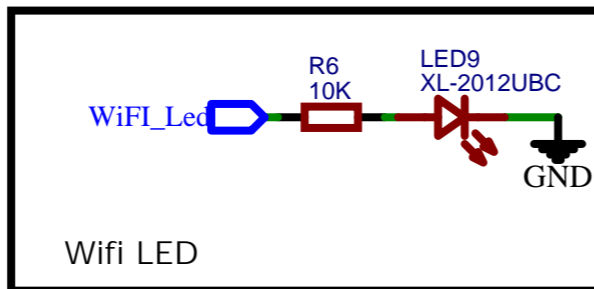 R6
10K
LED9
XL-2012UBC
WiFI_Led
GND
Wifi LED